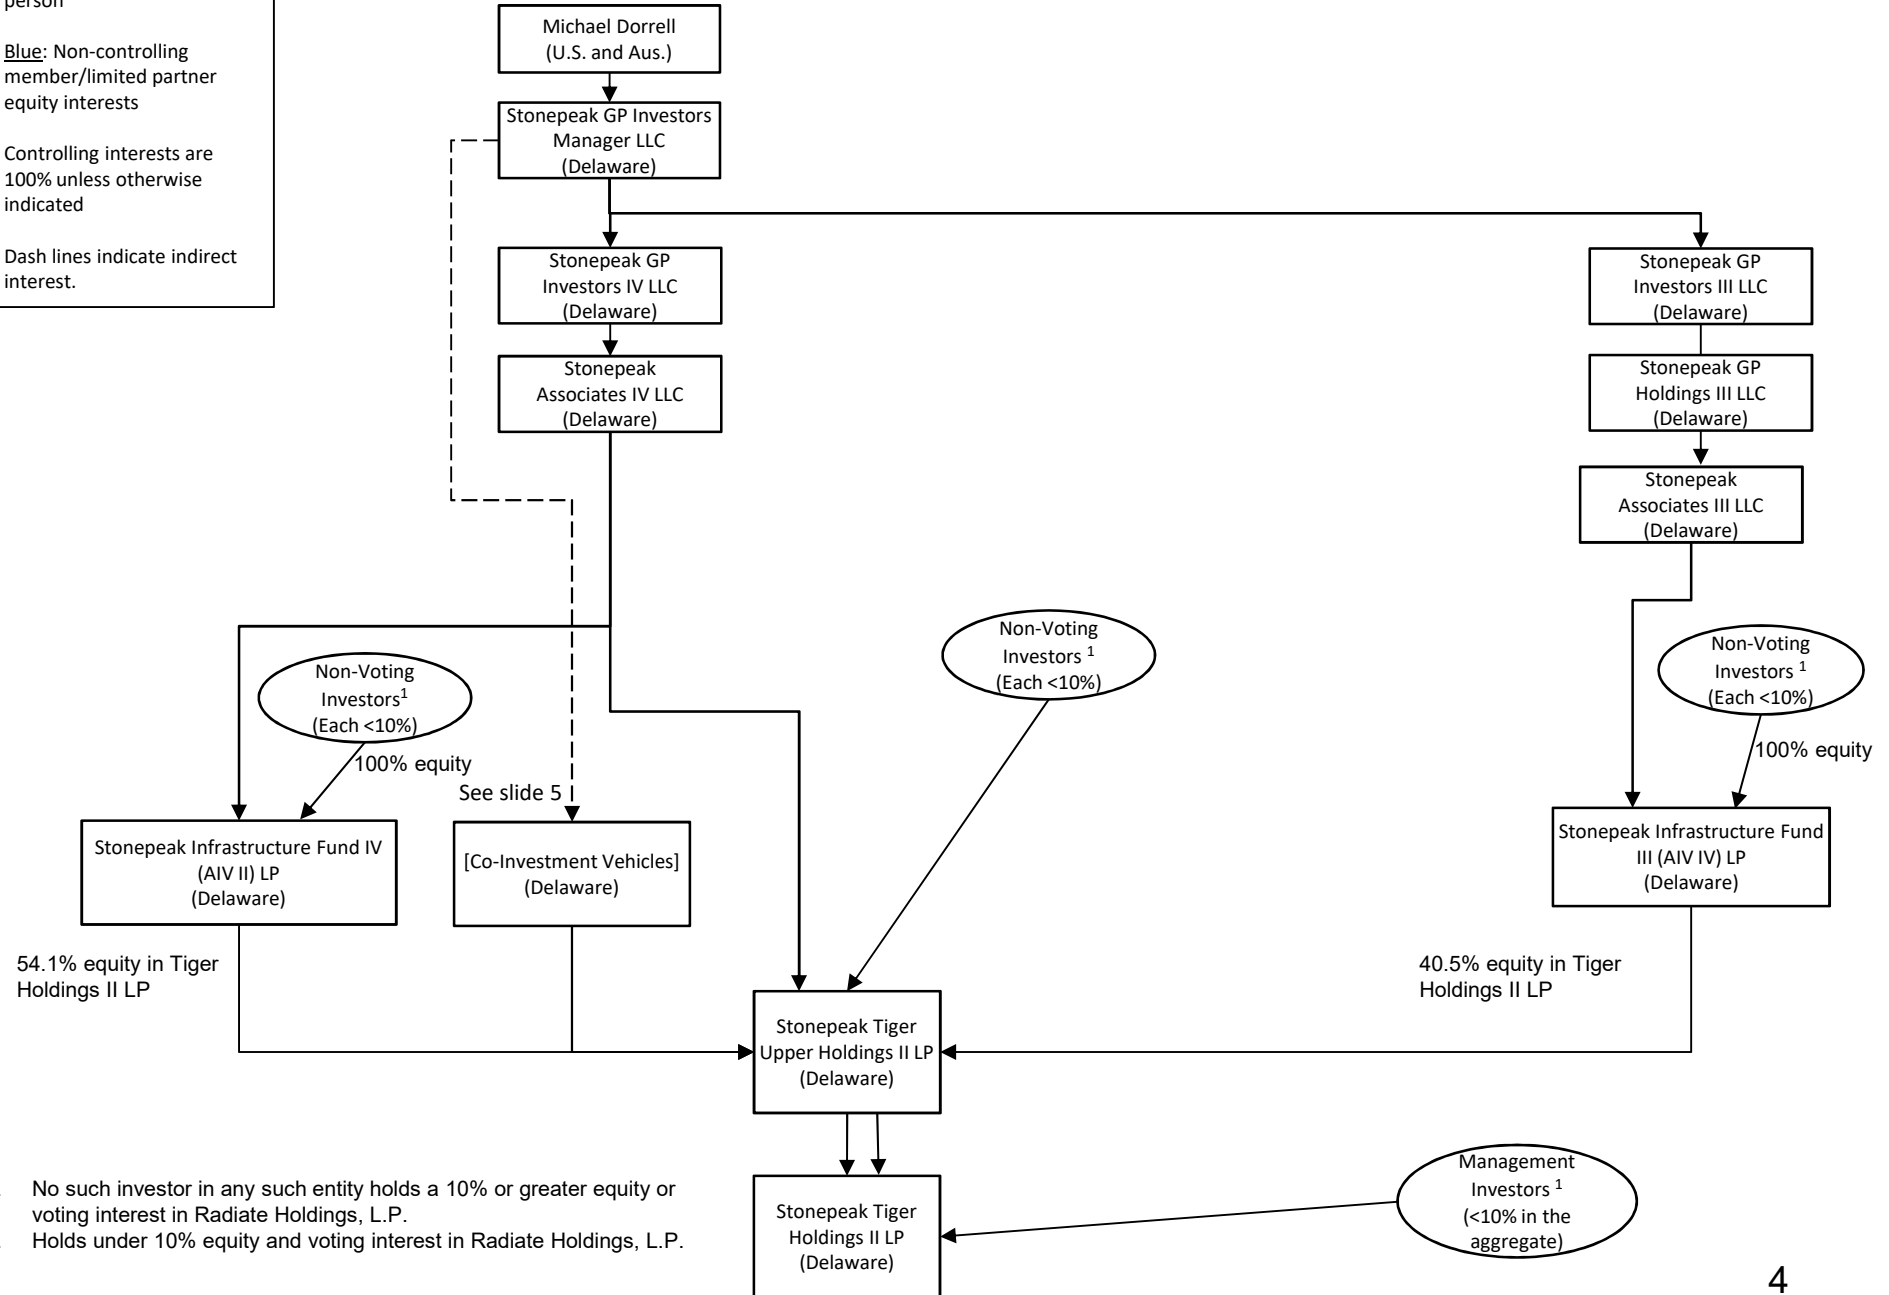 person
Blue: Non-controlling
member/limited partner
equity interests
Controlling interests are
100% unless otherwise
indicated
Dash lines indicate indirect
interest.
Michael Dorrell
(U.S. and Aus.)
Stonepeak GP Investors
Manager LLC
(Delaware)
Stonepeak GP
Investors IV LLC
(Delaware)
Stonepeak
Associates IV LLC
(Delaware)
Stonepeak GP
Investors III LLC
(Delaware)
Stonepeak GP
Holdings III LLC
(Delaware)
Stonepeak
Associates III LLC
(Delaware)
Non-Voting
Investors1
(Each <10%)
100% equity
See slide 5
Non-Voting
Investors 1
(Each <10%)
Non-Voting
Investors 1
(Each <10%)
100% equity
Stonepeak Infrastructure Fund IV
(AIV II) LP
(Delaware)
[Co-Investment Vehicles]
(Delaware)
Stonepeak Infrastructure Fund
III (AIV IV) LP
(Delaware)
54.1% equity in Tiger
Holdings II LP
40.5% equity in Tiger
Holdings II LP
Stonepeak Tiger
Upper Holdings II LP
(Delaware)
Stonepeak Tiger
Holdings II LP
(Delaware)
Management
Investors 1
(<10% in the
aggregate)
No such investor in any such entity holds a 10% or greater equity or
voting interest in Radiate Holdings, L.P.
Holds under 10% equity and voting interest in Radiate Holdings, L.P.
4